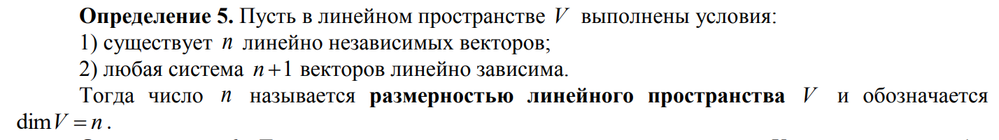 Определение 5. Пусть в линейном пространстве V выполнены условия:
1) существует n линейно независимых векторов;
2) любая система n+1 векторов линейно зависима.
Тогда число n называется размерностью линейного пространства V и обозначается
dim V = n.